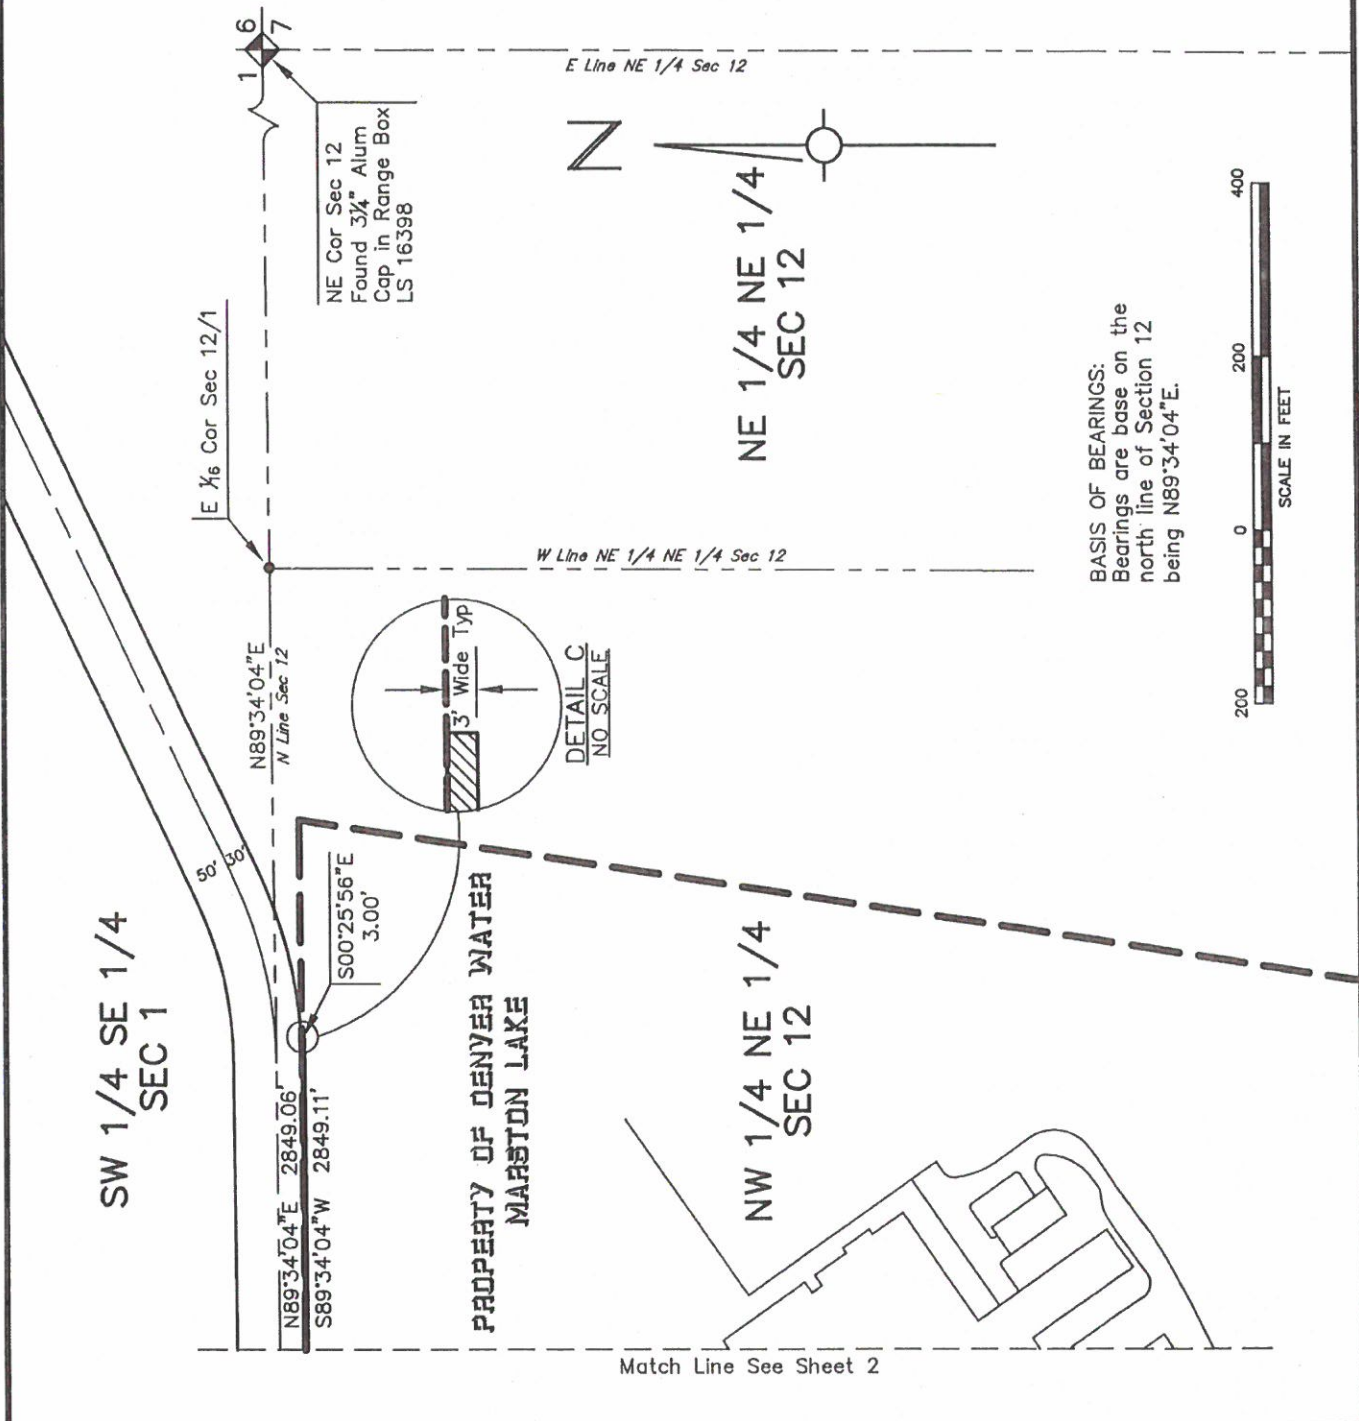 SW 1/4 SE 1/4
SEC 1
50'
30'
N89°34'04"E
N Line Sec 12
E 1/16 Cor Sec 12/1
1
6
7
NE Cor Sec 12
Found 3¼" Alum
Cap in Range Box
LS 16398
N89°34'04"E 2849.06'
S89°34'04"W 2849.11'
S00°25'56"E
3.00'
3' Wide Typ
DETAIL C
NO SCALE
PROPERTY OF DENVER WATER
MARSTON LAKE
W Line NE 1/4 NE 1/4 Sec 12
E Line NE 1/4 Sec 12
N
NW 1/4 NE 1/4
SEC 12
NE 1/4 NE 1/4
SEC 12
BASIS OF BEARINGS:
Bearings are base on the
north line of Section 12
being N89°34'04"E.
200 0 200 400
SCALE IN FEET
Match Line See Sheet 2